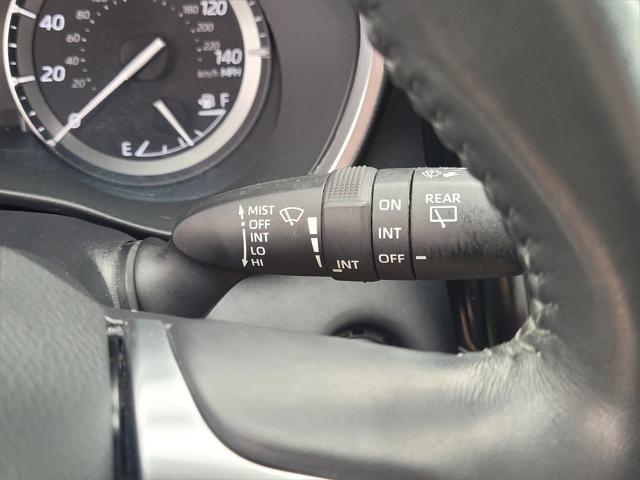 40
20
0
20
40
60
80
180
120
200
220
140
km/h MPH
E
F
MIST
OFF
INT
LO
HI
INT
ON
INT
OFF
REAR